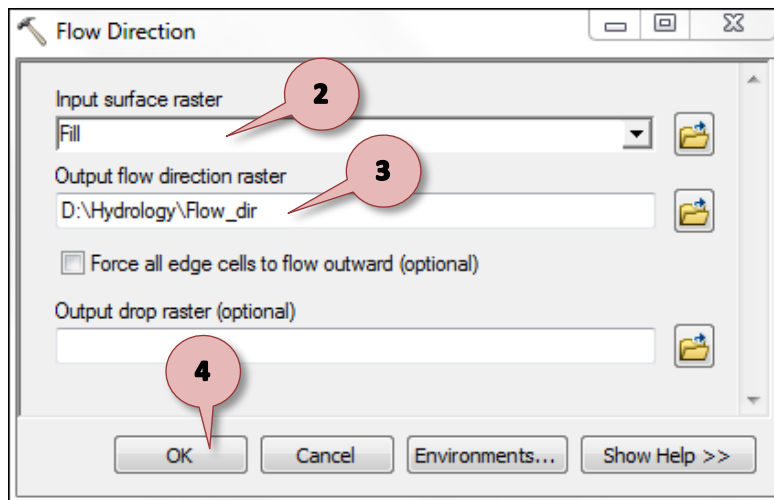 Flow Direction
Input surface raster
2
Fill
Output flow direction raster
3
D:\Hydrology\Flow_dir
Force all edge cells to flow outward (optional)
Output drop raster (optional)
4
OK
Cancel
Environments...
Show Help >>